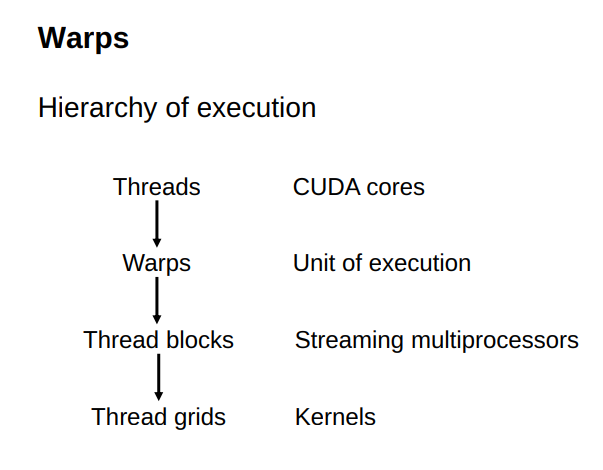 Warps
Hierarchy of execution
Threads CUDA cores
Warps Unit of execution
Thread blocks Streaming multiprocessors
Thread grids Kernels